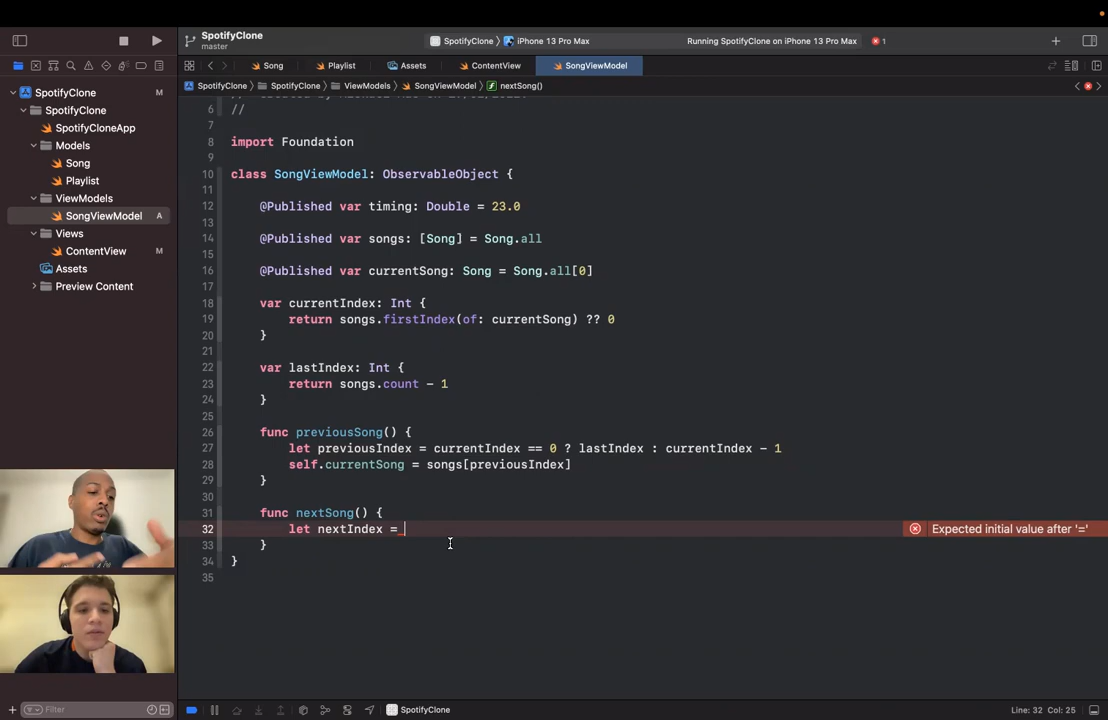 SpotifyClone
master
SpotifyClone
iPhone 13 Pro Max
Running SpotifyClone on iPhone 13 Pro Max
1
Song
Playlist
Assets
ContentView
SongViewModel
SpotifyClone
SpotifyClone
ViewModels
SongViewModel
nextSong()
SpotifyClone M
SpotifyClone
SpotifyCloneApp
Models
Song
Playlist
ViewModels
SongViewModel A
Views
ContentView M
Assets
Preview Content
6 //
7
8 import Foundation
9
10 class SongViewModel: ObservableObject {
11
12 @Published var timing: Double = 23.0
13
14 @Published var songs: [Song] = Song.all
15
16 @Published var currentSong: Song = Song.all[0]
17
18 var currentIndex: Int {
19 return songs.firstIndex(of: currentSong) ?? 0
20 }
21
22 var lastIndex: Int {
23 return songs.count - 1
24 }
25
26 func previousSong() {
27 let previousIndex = currentIndex == 0 ? lastIndex : currentIndex - 1
28 self.currentSong = songs[previousIndex]
29 }
30
31 func nextSong() {
32 let nextIndex = Expected initial value after '='
33 }
34 }
35
Filter
SpotifyClone
Line: 32 Col: 25